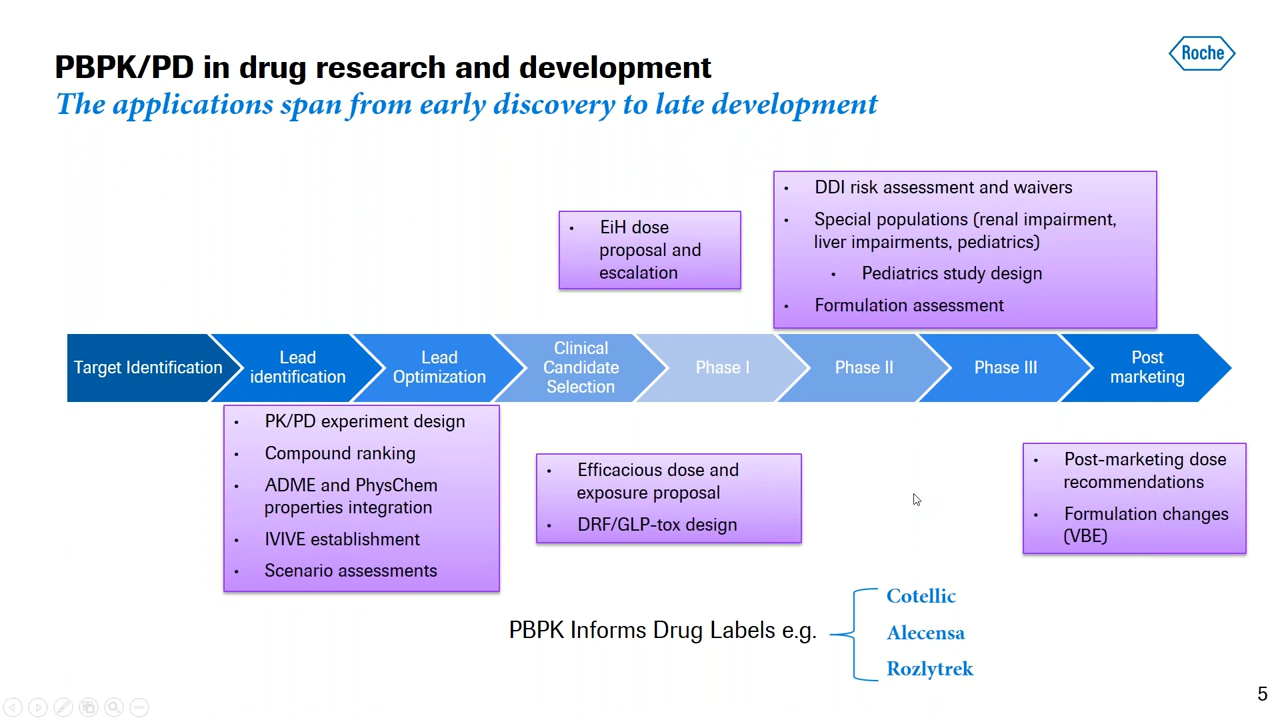 PBPK/PD in drug research and development
Roche
The applications span from early discovery to late development
• EiH dose
proposal and
escalation
• DDI risk assessment and waivers
• Special populations (renal impairment,
liver impairments, pediatrics)
• Pediatrics study design
• Formulation assessment
Target Identification
Lead
identification
Lead
Optimization
Clinical
Candidate
Selection
Phase I
Phase II
Phase III
Post
marketing
• PK/PD experiment design
• Compound ranking
• ADME and PhysChem
properties integration
• IVIVE establishment
• Scenario assessments
• Efficacious dose and
exposure proposal
• DRF/GLP-tox design
• Post-marketing dose
recommendations
• Formulation changes
(VBE)
PBPK Informs Drug Labels e.g.
Cotellic
Alecensa
Rozlytrek
5